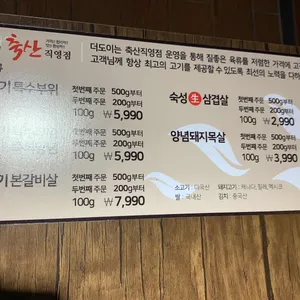 축산
직영점
더도이는 축산직영점 운영을 통해 질좋은 육류를 저렴한 가격에
고객님께 항상 최고의 고기를 제공할 수 있도록 최선의 노력을 다하
특수부위
첫번째 주문 500g부터
두번째 주문 200g부터
100g ₩5,990
숙성 生 삼겹살
첫번째 주문 500g부터
두번째 주문 200g부터
100g ₩2,990
첫번째 주문 500g부터
두번째 주문 200g부터
100g ₩5,990
양념돼지목살
첫번째 주문 500g부터
두번째 주문 200g부터
100g ₩3,990
본갈비살
첫번째 주문 500g부터
두번째 주문 200g부터
100g ₩7,990
소고기 : 다국산 돼지고기 : 캐나다, 칠레, 멕시코
쌀 : 국내산 김치 : 중국산